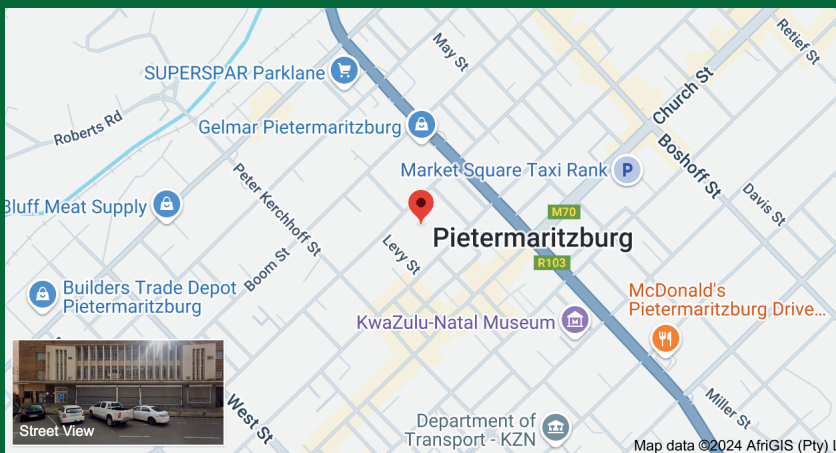 May St
Retief St
SUPERSPAR Parklane
Church St
Roberts Rd
Gelmar Pietermaritzburg
Boshoff St
Market Square Taxi Rank
P
Peter Kerchhoff St
Davis St
Bluff Meat Supply
M70
Pietermaritzburg
Levy St
Boom St
R103
Builders Trade Depot
Pietermaritzburg
McDonald's
Pietermaritzburg Drive...
KwaZulu-Natal Museum
West St
Miller St
Department of
Transport - KZN
Street View
Map data ©2024 AfriGIS (Pty) L